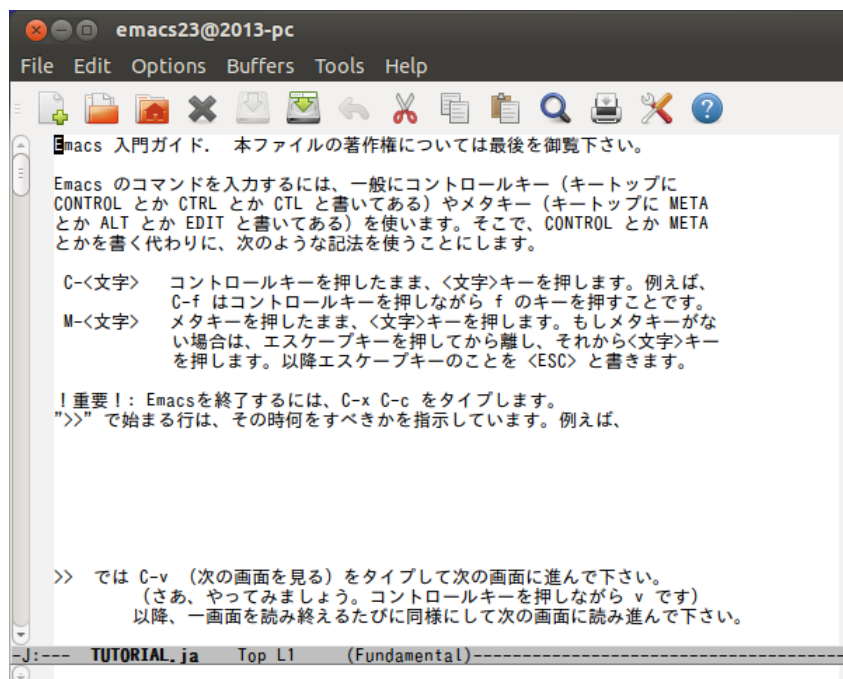 emacs23@2013-pc
File Edit Options Buffers Tools Help
Emacs 入門ガイド.　本ファイルの著作権については最後を御覧下さい。
Emacs のコマンドを入力するには、一般にコントロールキー（キートップに
CONTROL とか CTRL とか CTL と書いてある）やメタキー（キートップに META
とか ALT とか EDIT と書いてある）を使います。そこで、CONTROL とか META
とかを書く代わりに、次のような記法を使うことにします。
C-<文字>　コントロールキーを押したまま、<文字>キーを押します。例えば、
C-f はコントロールキーを押しながら f のキーを押すことです。
M-<文字>　メタキーを押したまま、<文字>キーを押します。もしメタキーがな
い場合は、エスケープキーを押してから離し、それから<文字>キー
を押します。以降エスケープキーのことを <ESC> と書きます。
！重要！: Emacsを終了するには、C-x C-c をタイプします。
">>" で始まる行は、その時何をすべきかを指示しています。例えば、
>> では C-v （次の画面を見る）をタイプして次の画面に進んで下さい。
（さあ、やってみましょう。コントロールキーを押しながら v です）
以降、一画面を読み終えるたびに同様にして次の画面に読み進んで下さい。
-J:--- TUTORIAL.ja Top L1 (Fundamental)--------------------------------------